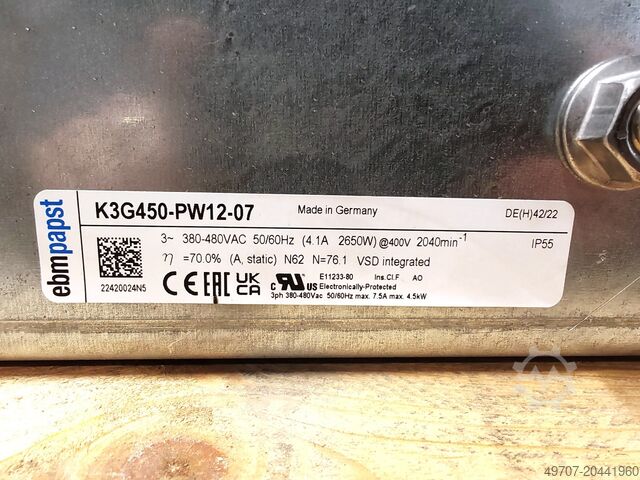 ebmpapst
K3G450-PW12-07 Made in Germany DE(H)42/22
3~ 380-480VAC 50/60Hz (4.1A 2650W) @400V 2040min⁻¹ IP55
η =70.0% (A, static) N62 N=76.1 VSD integrated
22420024N5
CE EAC UK CA c RU US E11233-80 Ins.Cl.F AO
Electronically-Protected
3ph 380-480Vac 50/60Hz max. 7.5A max. 4.5kW
49707-20441960